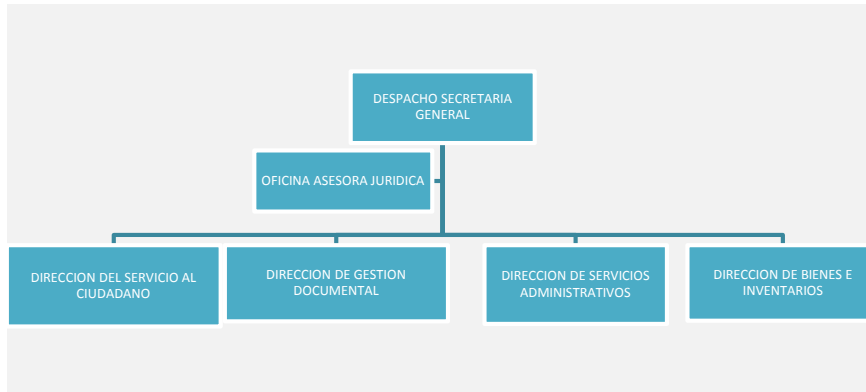 DESPACHO SECRETARIA
GENERAL
OFICINA ASESORA JURIDICA
DIRECCION DEL SERVICIO AL
CIUDADANO
DIRECCION DE GESTION
DOCUMENTAL
DIRECCION DE SERVICIOS
ADMINISTRATIVOS
DIRECCION DE BIENES E
INVENTARIOS